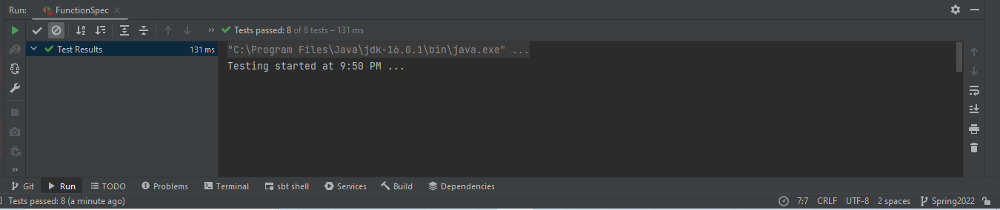 Run: FunctionSpec
Tests passed: 8 of 8 tests – 131 ms
Test Results 131 ms
"C:\Program Files\Java\jdk-16.0.1\bin\java.exe" ...
Testing started at 9:50 PM ...
Git Run TODO Problems Terminal sbt shell Services Build Dependencies
Tests passed: 8 (a minute ago) 7:7 CRLF UTF-8 2 spaces Spring2022